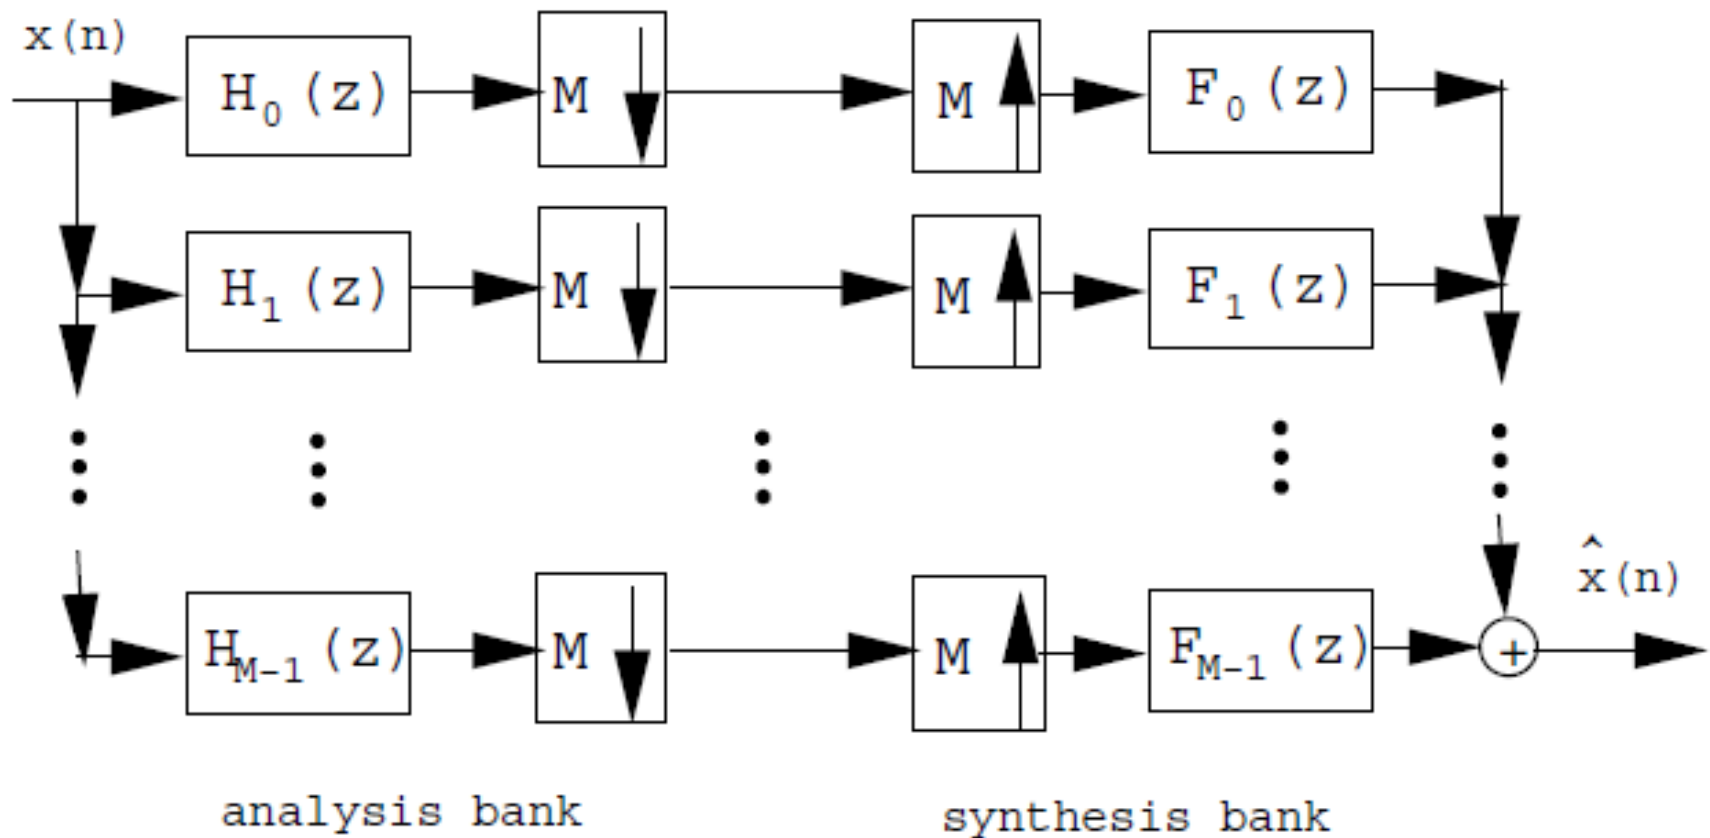 x(n)
H0(z) M M F0(z)
H1(z) M M F1(z)
HM-1(z) M M FM-1(z)
x̂(n)
+
analysis bank synthesis bank